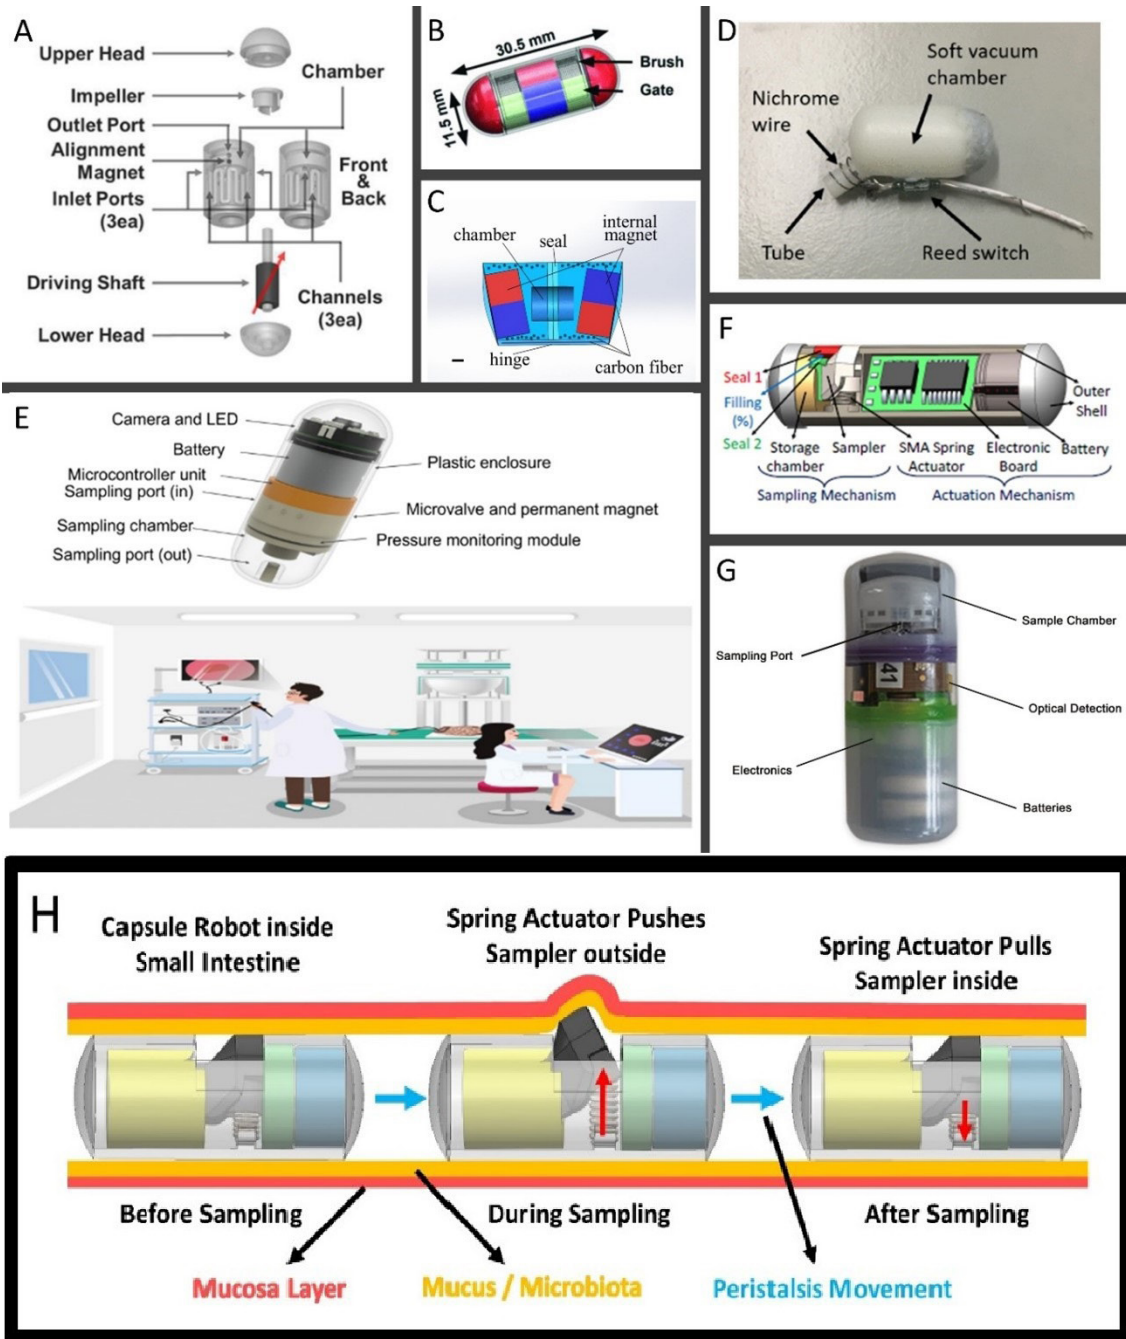 A
Upper Head
Impeller
Outlet Port
Alignment
Magnet
Inlet Ports
(3ea)
Driving Shaft
Lower Head
Chamber
Front
&
Back
Channels
(3ea)
B
30.5 mm
11.5 mm
Brush
Gate
C
chamber
seal
internal
magnet
hinge
carbon fiber
D
Soft vacuum
chamber
Nichrome
wire
Tube
Reed switch
E
Camera and LED
Battery
Microcontroller unit
Sampling port (in)
Sampling chamber
Sampling port (out)
Plastic enclosure
Microvalve and permanent magnet
Pressure monitoring module
F
Seal 1
Filling
(%)
Seal 2
Storage
chamber
Sampler
SMA Spring
Actuator
Electronic
Board
Battery
Outer
Shell
Sampling Mechanism
Actuation Mechanism
G
Sample Chamber
Sampling Port
41
Optical Detection
Electronics
Batteries
H
Capsule Robot inside
Small Intestine
Spring Actuator Pushes
Sampler outside
Spring Actuator Pulls
Sampler inside
Before Sampling
During Sampling
After Sampling
Mucosa Layer
Mucus / Microbiota
Peristalsis Movement